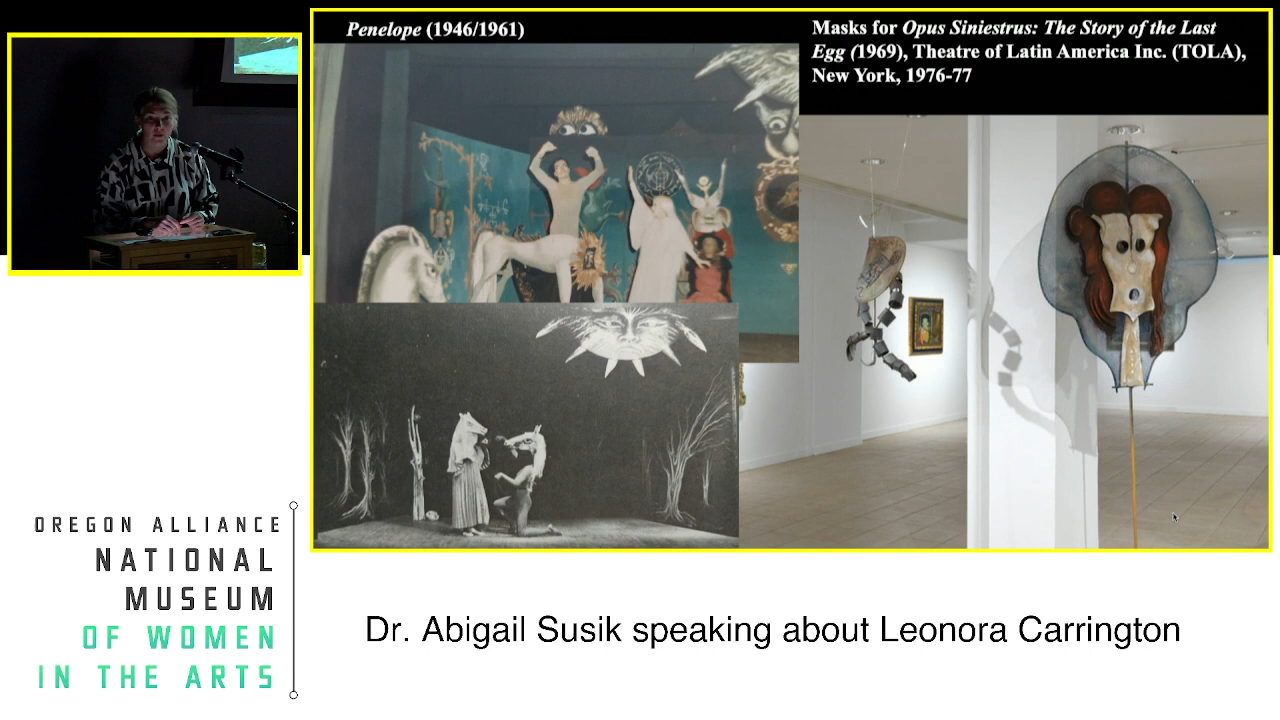 Penelope (1946/1961)
Masks for Opus Siniestrus: The Story of the Last
Egg (1969), Theatre of Latin America Inc. (TOLA),
New York, 1976-77
OREGON ALLIANCE
NATIONAL
MUSEUM
OF WOMEN
IN THE ARTS
Dr. Abigail Susik speaking about Leonora Carrington